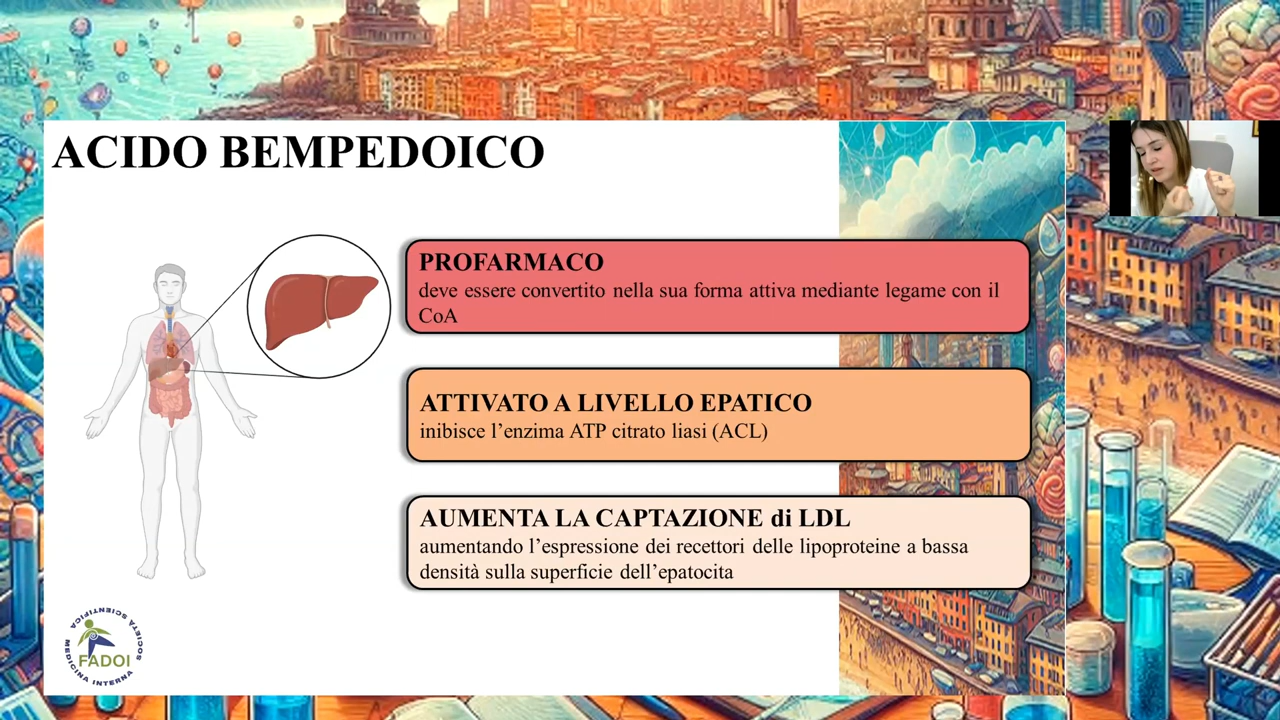 ACIDO BEMPEDOICO
PROFARMACO
deve essere convertito nella sua forma attiva mediante legame con il
CoA
ATTIVATO A LIVELLO EPATICO
inibisce l’enzima ATP citrato liasi (ACL)
AUMENTA LA CAPTAZIONE di LDL
aumentando l’espressione dei recettori delle lipoproteine a bassa
densità sulla superficie dell’epatocita
SOCIETÀ SCIENTIFICA
FADOI
MEDICINA INTERNA